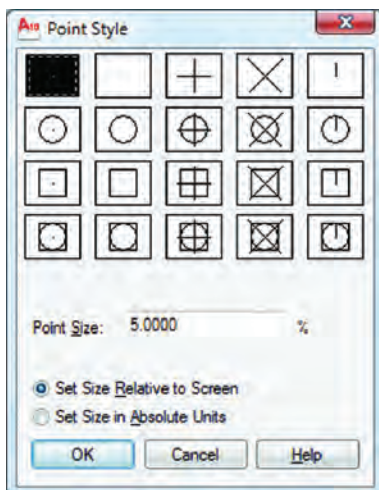 Point Style
Point Size: 5.0000 %
Set Size Relative to Screen
Set Size in Absolute Units
OK Cancel Help